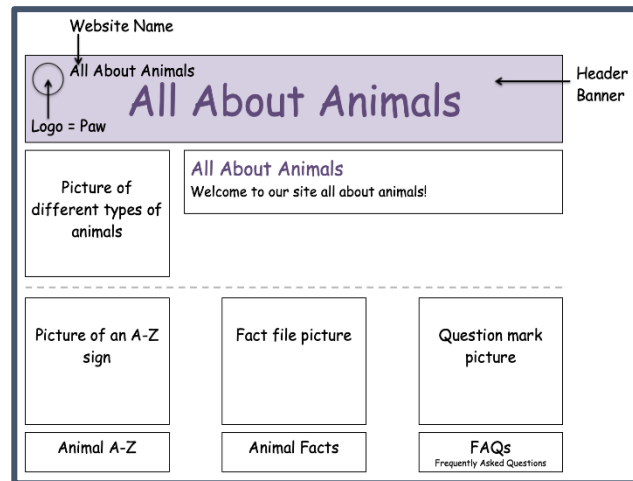 Website Name
All About Animals
All About Animals
Header
Banner
Logo = Paw
Picture of
different types of
animals
All About Animals
Welcome to our site all about animals!
Picture of an A-Z
sign
Fact file picture
Question mark
picture
Animal A-Z
Animal Facts
FAQs
Frequently Asked Questions